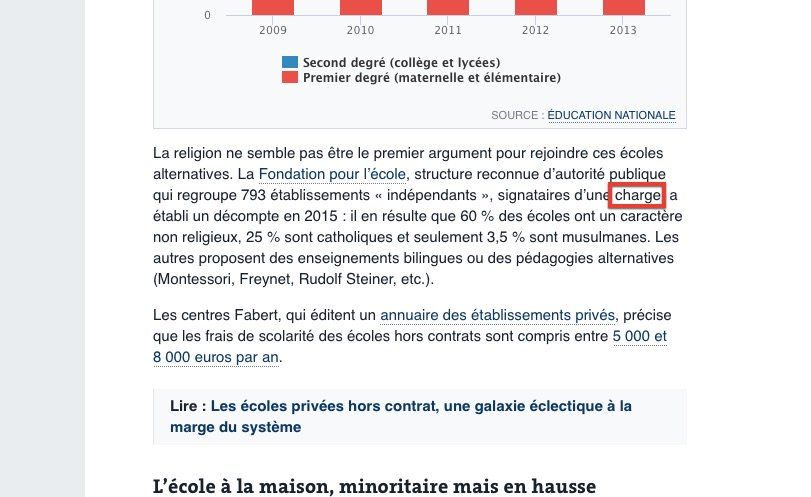 0
2009 2010 2011 2012 2013
Second degré (collège et lycées)
Premier degré (maternelle et élémentaire)
SOURCE : ÉDUCATION NATIONALE
La religion ne semble pas être le premier argument pour rejoindre ces écoles
alternatives. La Fondation pour l’école, structure reconnue d’autorité publique
qui regroupe 793 établissements « indépendants », signataires d’une charge, a
établi un décompte en 2015 : il en résulte que 60 % des écoles ont un caractère
non religieux, 25 % sont catholiques et seulement 3,5 % sont musulmanes. Les
autres proposent des enseignements bilingues ou des pédagogies alternatives
(Montessori, Freynet, Rudolf Steiner, etc.).
Les centres Fabert, qui éditent un annuaire des établissements privés, précise
que les frais de scolarité des écoles hors contrats sont compris entre 5 000 et
8 000 euros par an.
Lire : Les écoles privées hors contrat, une galaxie éclectique à la
marge du système
L’école à la maison, minoritaire mais en hausse